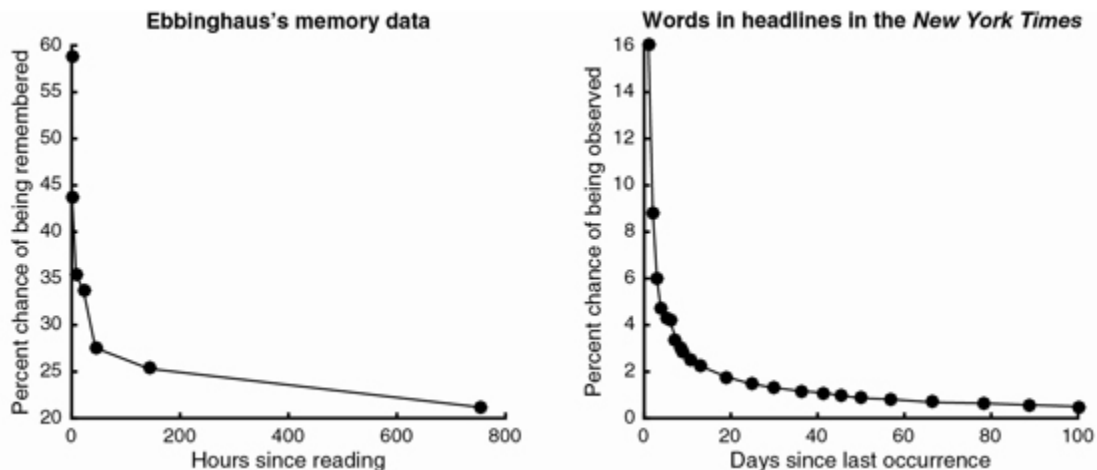 Ebbinghaus's memory data
60
55
50
45
40
35
30
25
20
Percent chance of being remembered
0 200 400 600 800
Hours since reading
Words in headlines in the New York Times
16
14
12
10
8
6
4
2
0
Percent chance of being observed
0 20 40 60 80 100
Days since last occurrence